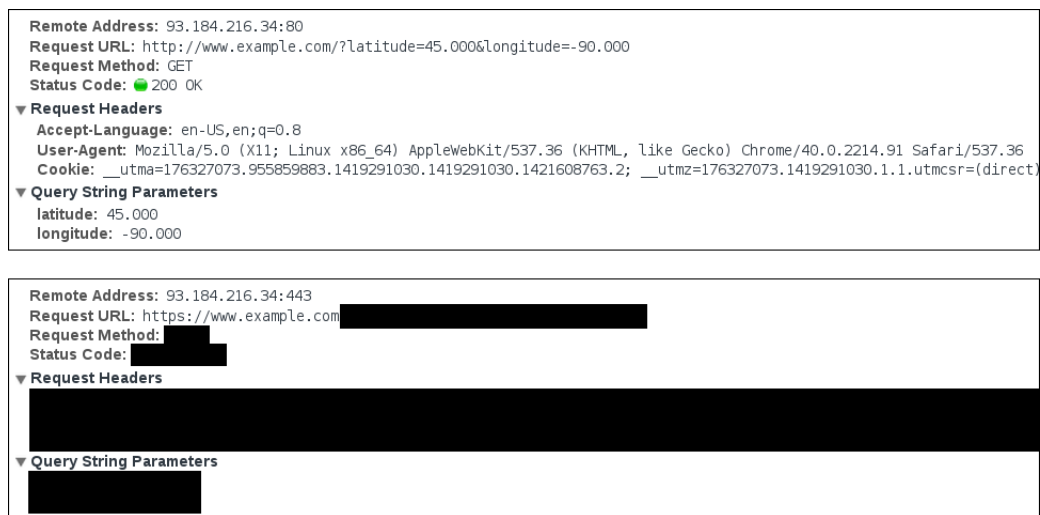 Remote Address: 93.184.216.34:80
Request URL: http://www.example.com/?latitude=45.000&longitude=-90.000
Request Method: GET
Status Code: 200 OK
Request Headers
Accept-Language: en-US,en;q=0.8
User-Agent: Mozilla/5.0 (X11; Linux x86_64) AppleWebKit/537.36 (KHTML, like Gecko) Chrome/40.0.2214.91 Safari/537.36
Cookie: __utma=176327073.955859883.1419291030.1419291030.1421608763.2; __utmz=176327073.1419291030.1.1.utmcsr=(direct)
Query String Parameters
latitude: 45.000
longitude: -90.000
Remote Address: 93.184.216.34:443
Request URL: https://www.example.com
Request Method:
Status Code:
Request Headers
Query String Parameters